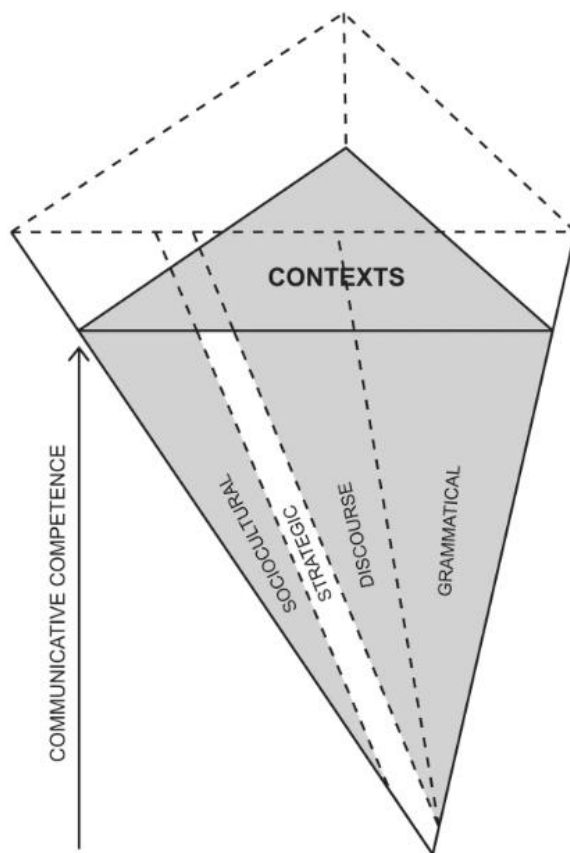 CONTEXTS
COMMUNICATIVE COMPETENCE
SOCIOCULTURAL
STRATEGIC
DISCOURSE
GRAMMATICAL